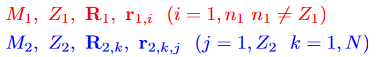 M₁, Z₁, R₁, r₁,ᵢ (i = 1, n₁ n₁ ≠ Z₁)
M₂, Z₂, R₂,ₖ, r₂,ₖ,ⱼ (j = 1, Z₂ k = 1, N)